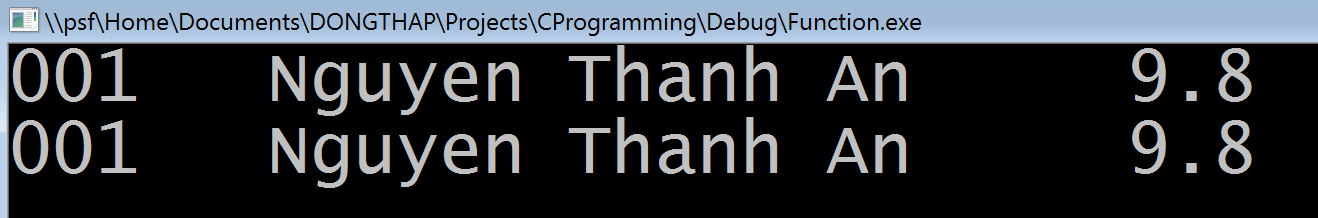 \\psf\Home\Documents\DONGTHAP\Projects\CProgramming\Debug\Function.exe
001   Nguyen Thanh An     9.8
001   Nguyen Thanh An     9.8